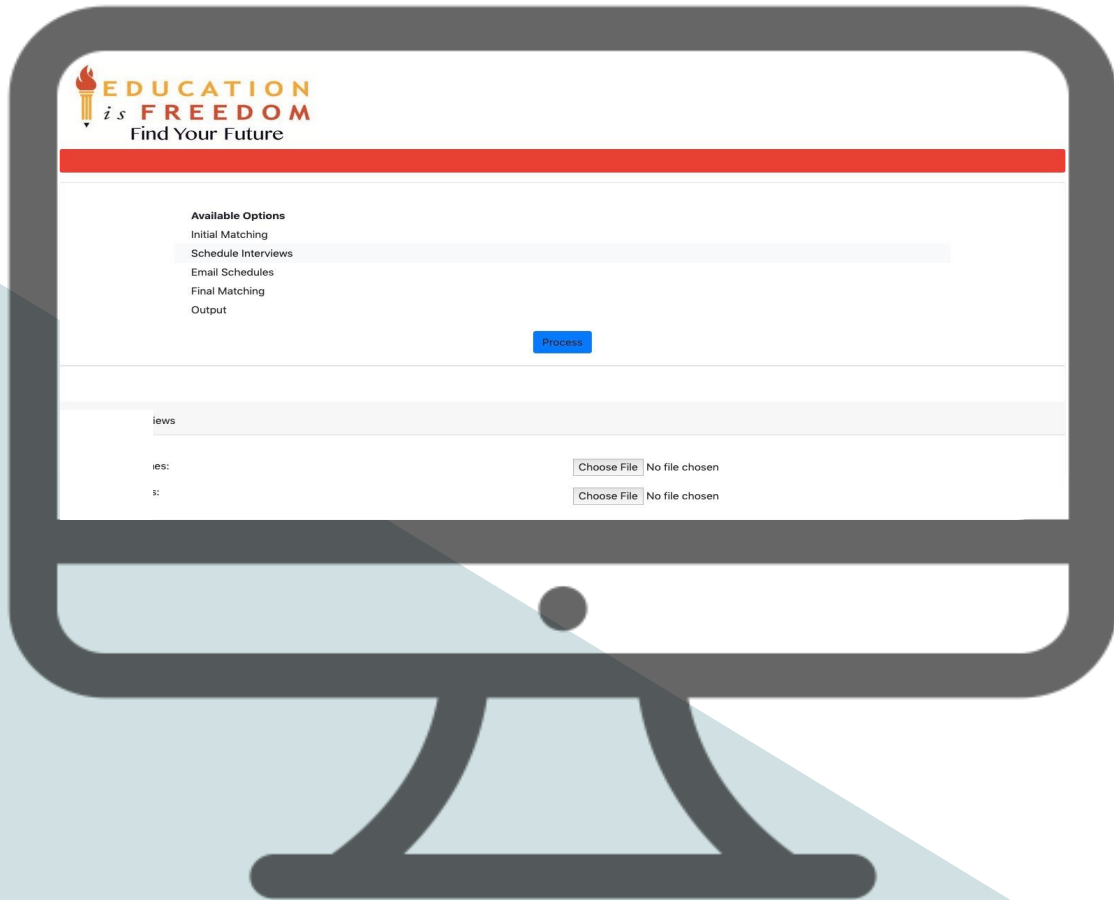 EDUCATION
is FREEDOM
Find Your Future
Available Options
Initial Matching
Schedule Interviews
Email Schedules
Final Matching
Output
Process
iews
es:
Choose File No file chosen
s:
Choose File No file chosen